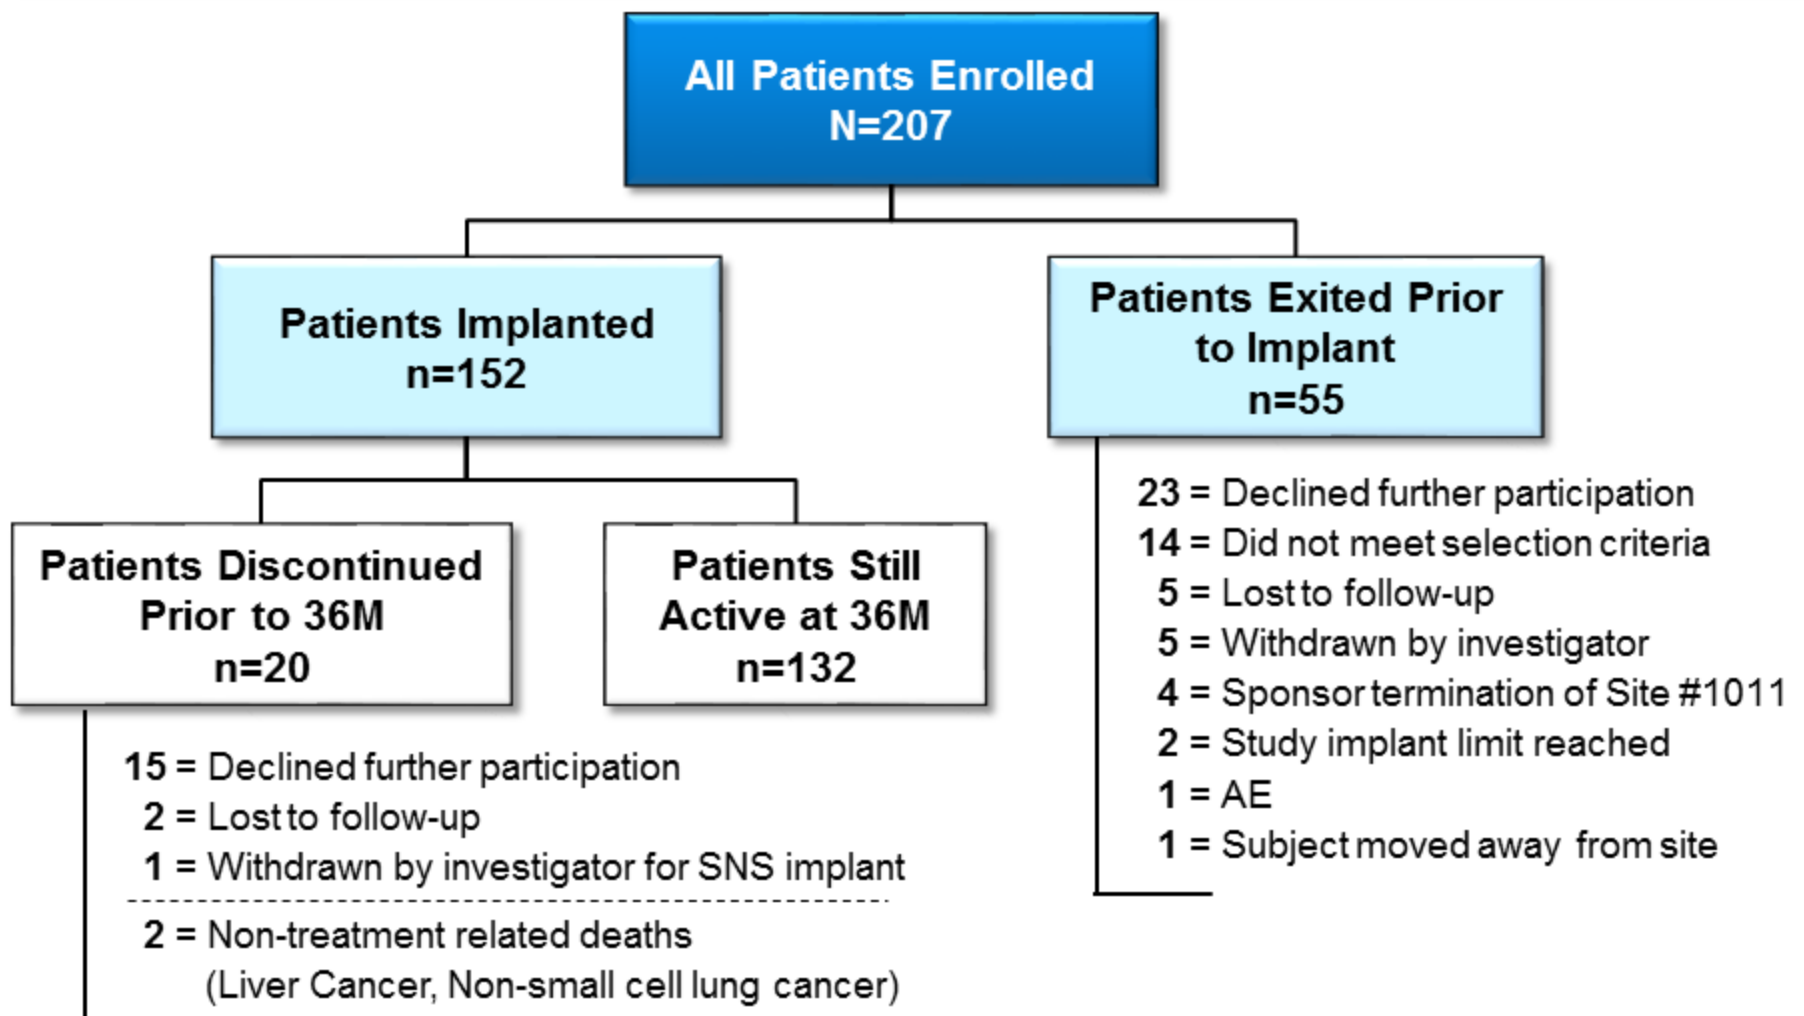 All Patients Enrolled
N=207
Patients Implanted
n=152
Patients Exited Prior
to Implant
n=55
Patients Discontinued
Prior to 36M
n=20
Patients Still
Active at 36M
n=132
23 = Declined further participation
14 = Did not meet selection criteria
5 = Lost to follow-up
5 = Withdrawn by investigator
4 = Sponsor termination of Site #1011
2 = Study implant limit reached
1 = AE
1 = Subject moved away from site
15 = Declined further participation
2 = Lost to follow-up
1 = Withdrawn by investigator for SNS implant
2 = Non-treatment related deaths
(Liver Cancer, Non-small cell lung cancer)